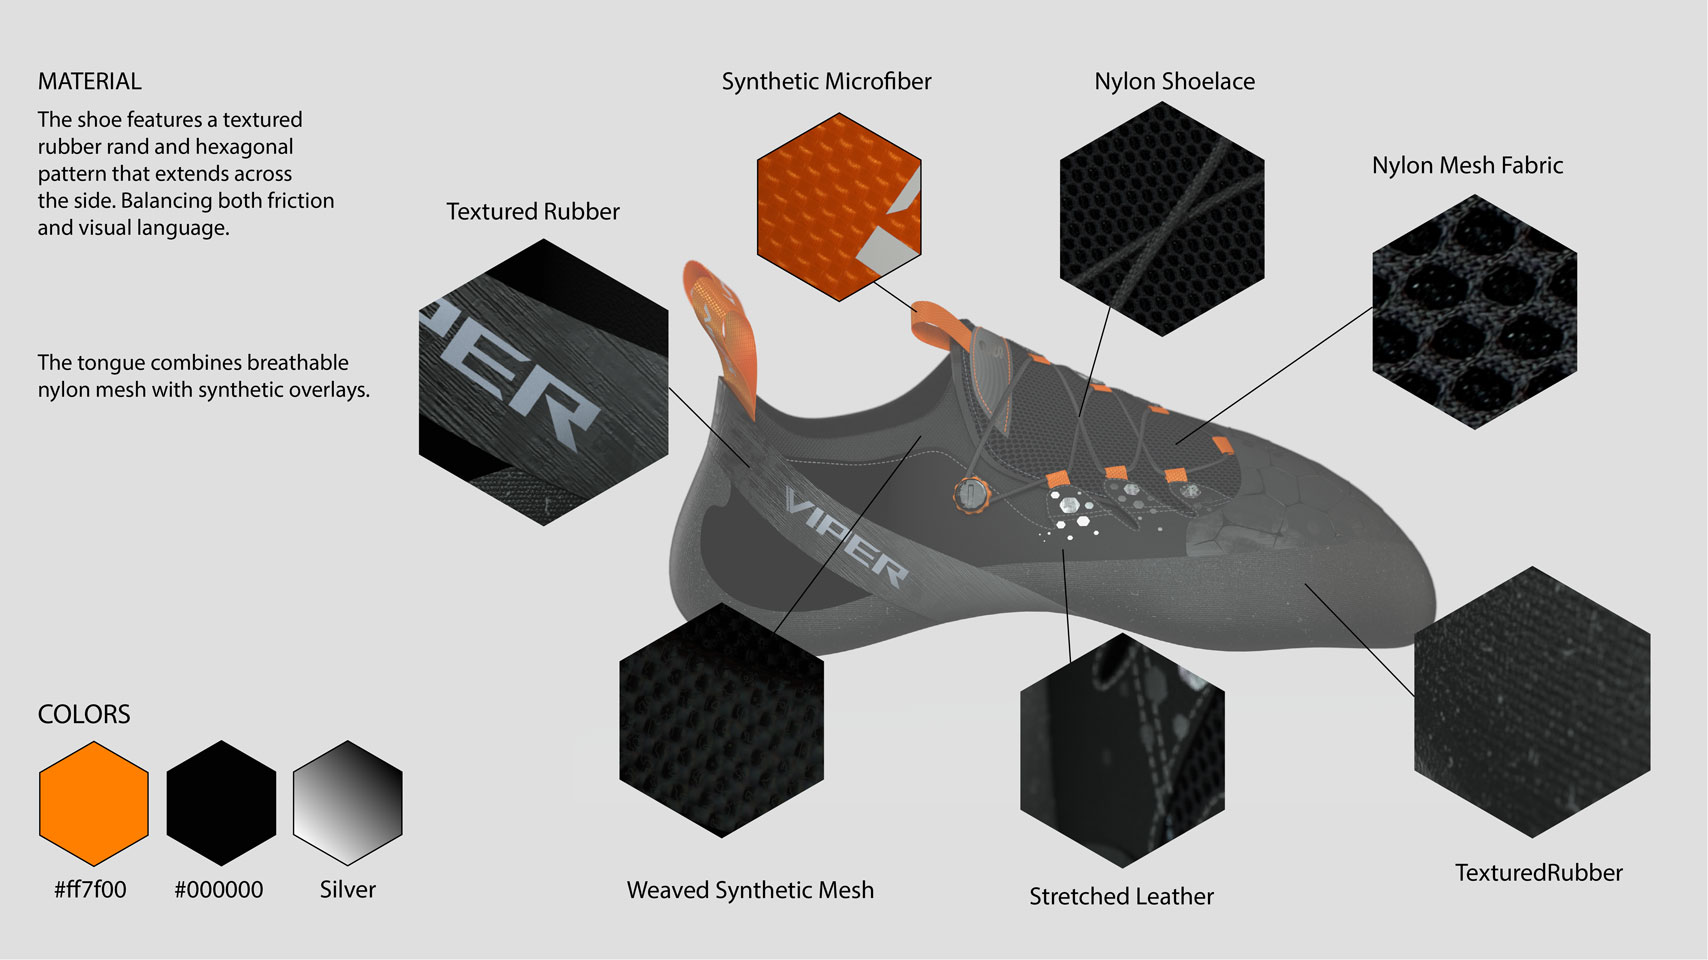 MATERIAL
The shoe features a textured
rubber rand and hexagonal
pattern that extends across
the side. Balancing both friction
and visual language.
The tongue combines breathable
nylon mesh with synthetic overlays.
Textured Rubber
Synthetic Microfiber
Nylon Shoelace
Nylon Mesh Fabric
PER
VIPER
COLORS
#ff7f00
#000000
Silver
Weaved Synthetic Mesh
Stretched Leather
TexturedRubber